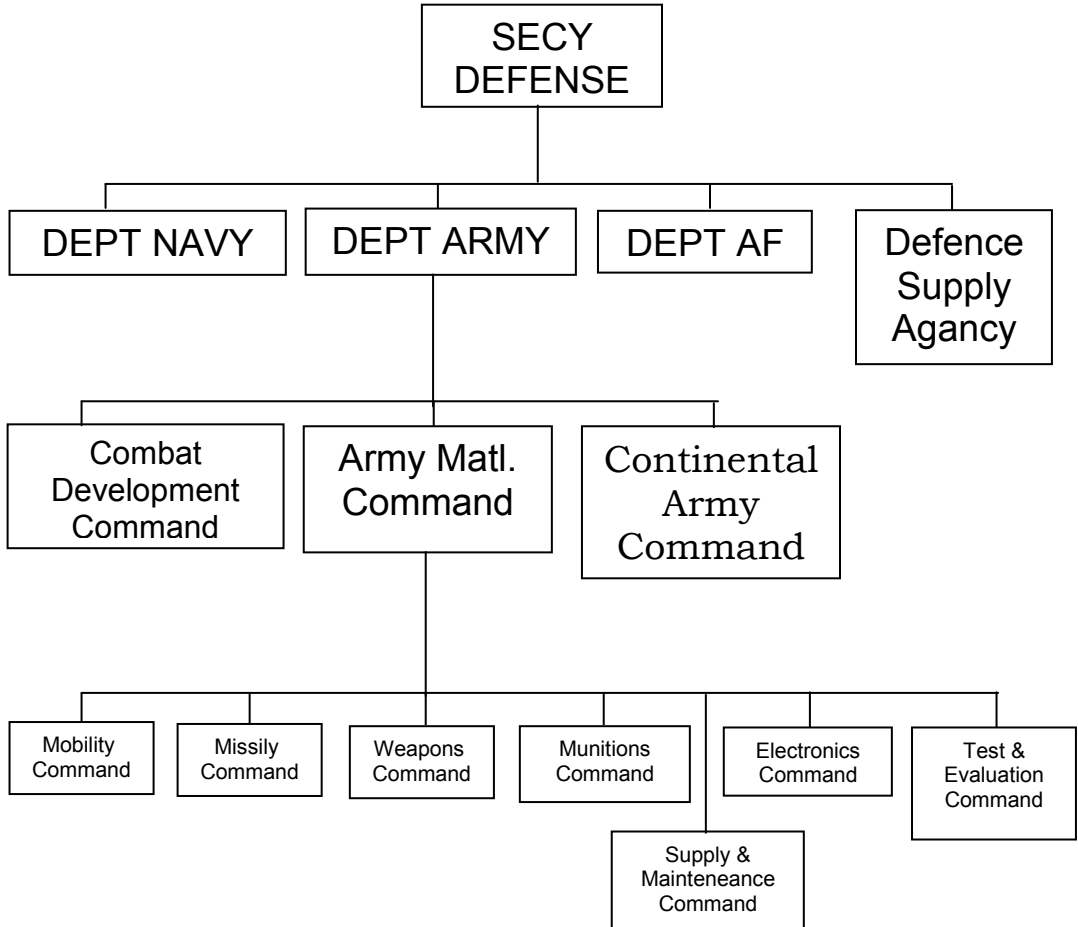 SECY
DEFENSE
DEPT NAVY
DEPT ARMY
DEPT AF
Defence
Supply
Agancy
Combat
Development
Command
Army Matl.
Command
Continental
Army
Command
Mobility
Command
Missily
Command
Weapons
Command
Munitions
Command
Electronics
Command
Test &
Evaluation
Command
Supply &
Mainteneance
Command